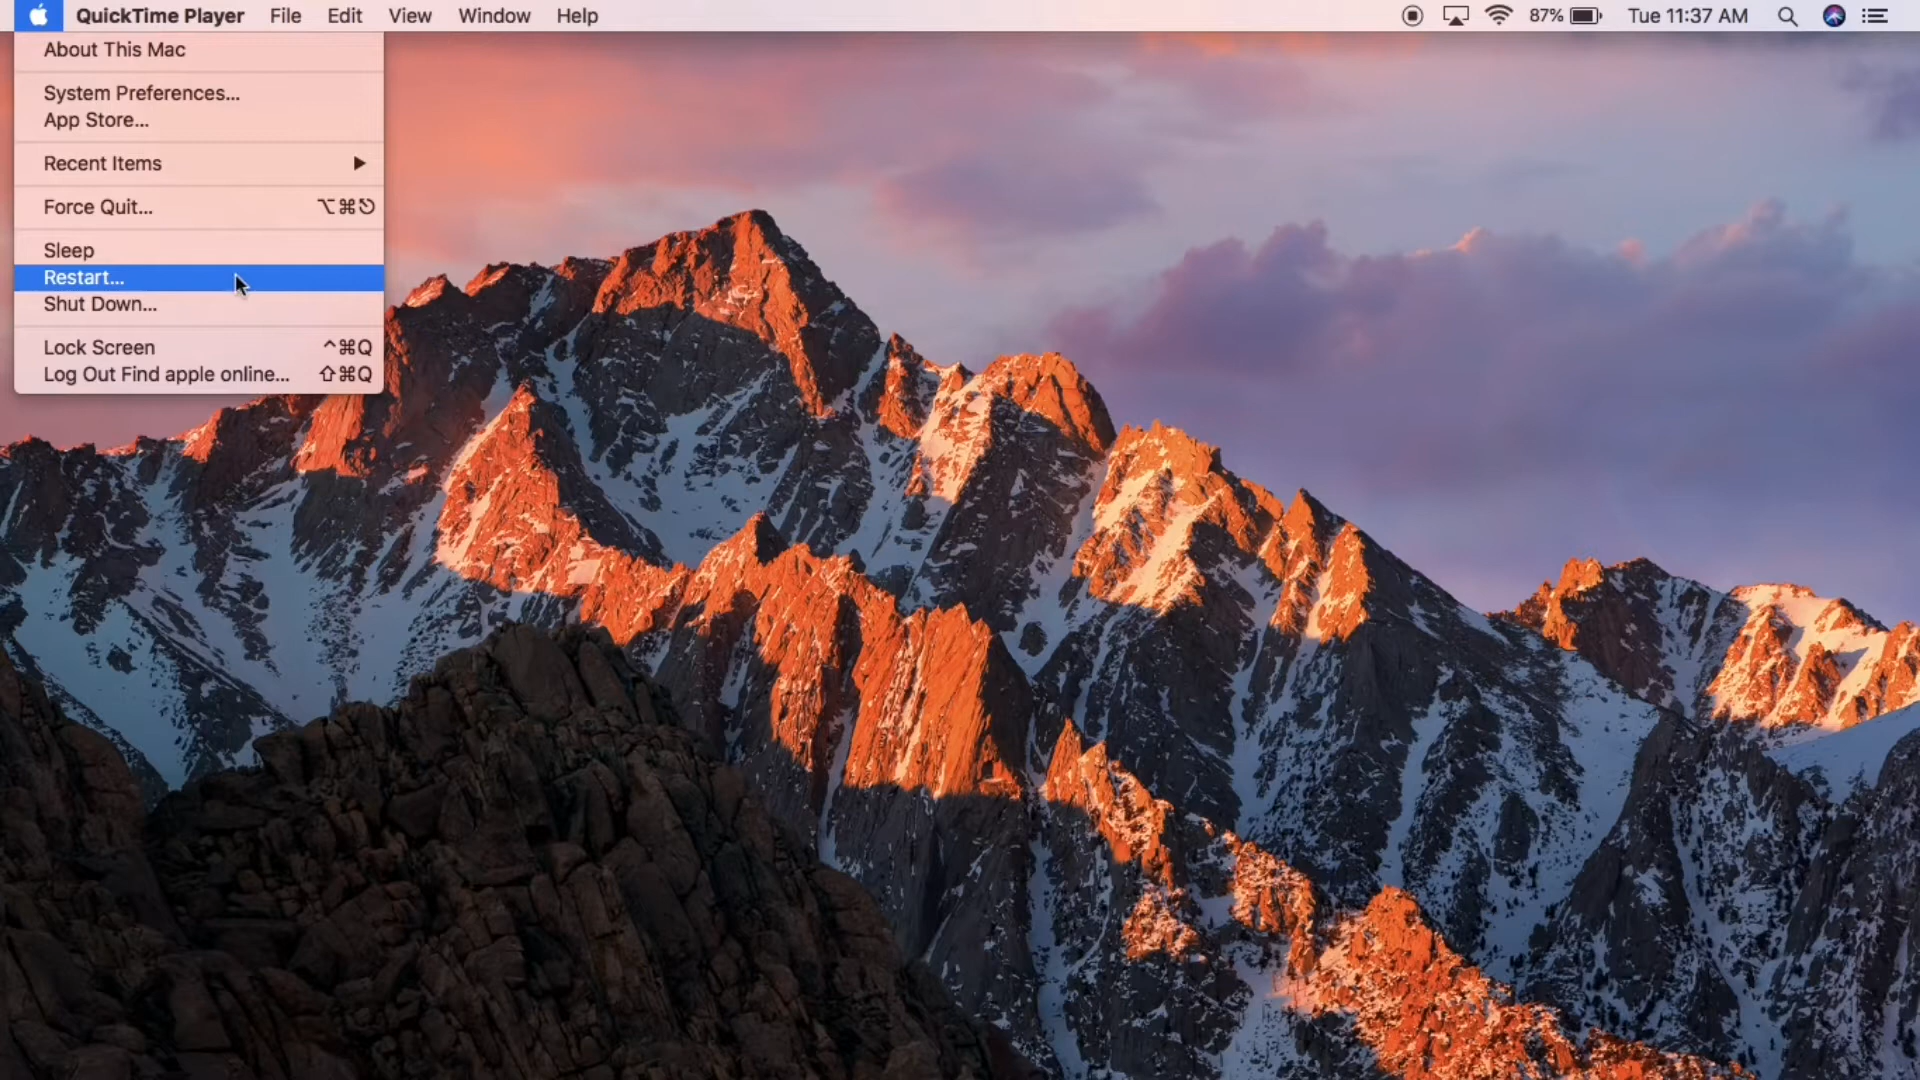 QuickTime Player File Edit View Window Help 87% Tue 11:37 AM
About This Mac
System Preferences...
App Store...
Recent Items
Force Quit... ⌥⌘⎋
Sleep
Restart...
Shut Down...
Lock Screen ^⌘Q
Log Out Find apple online... ⇧⌘Q